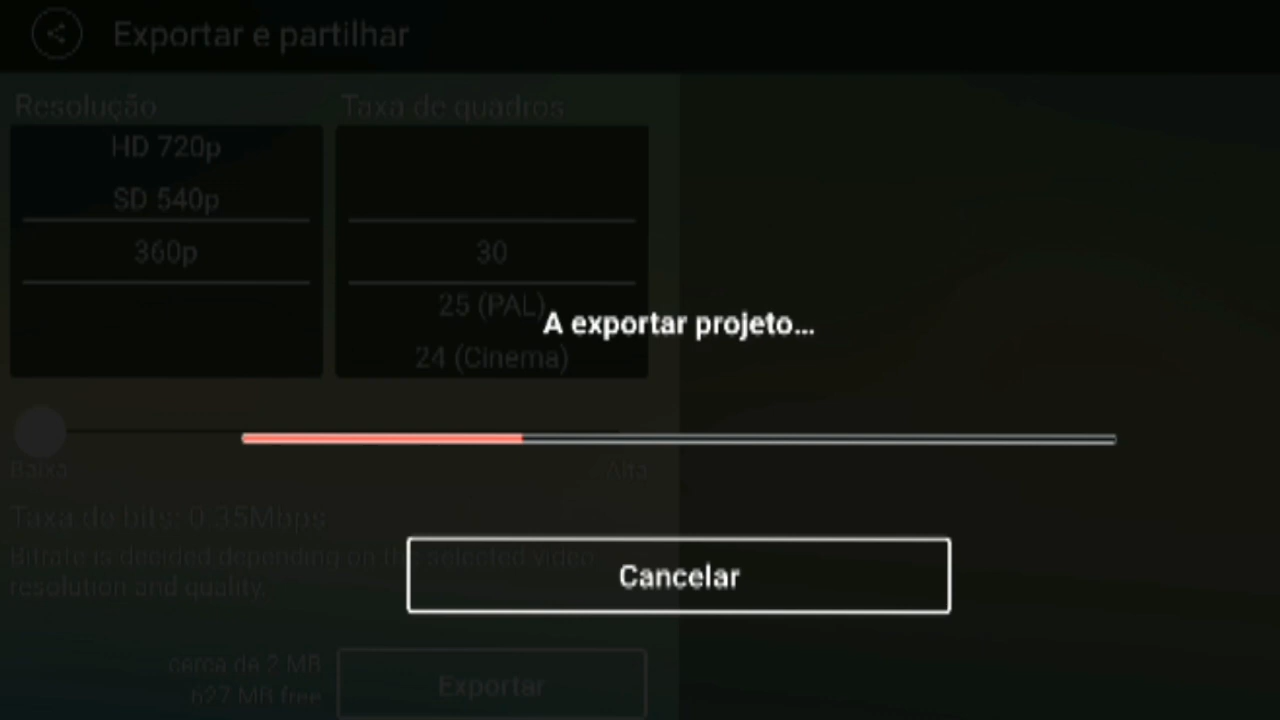 Exportar e partilhar
Resolução
Taxa de quadros
HD 720p
SD 540p
360p
30
25 (PAL)
24 (Cinema)
A exportar projeto...
Baixa
Alta
Taxa de bits: 0.35Mbps
Bitrate is decided depending on the selected video
resolution and quality.
Cancelar
cerca de 2 MB
627 MB free
Exportar